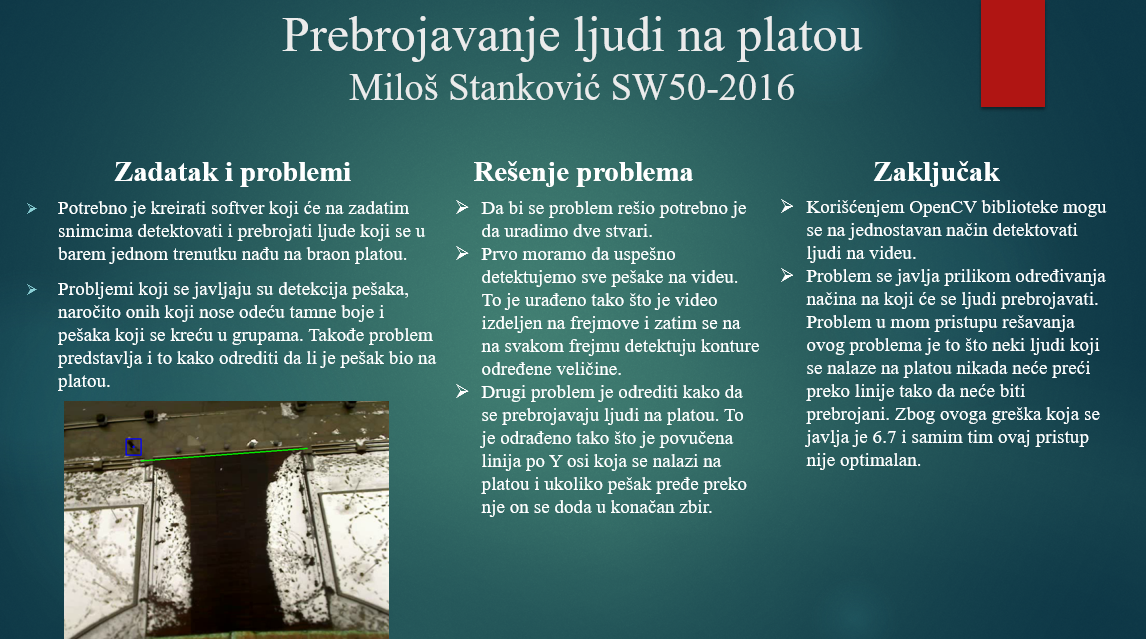 Prebrojavanje ljudi na platou
Miloš Stanković SW50-2016
Zadatak i problemi
Potrebno je kreirati softver koji će na zadatim
snimcima detektovati i prebrojati ljude koji se u
barem jednom trenutku nađu na braon platou.
Probljemi koji se javljaju su detekcija pešaka,
naročito onih koji nose odeću tamne boje i
pešaka koji se kreću u grupama. Takođe problem
predstavlja i to kako odrediti da li je pešak bio na
platou.
Rešenje problema
Da bi se problem rešio potrebno je
da uradimo dve stvari.
Prvo moramo da uspešno
detektujemo sve pešake na videu.
To je urađeno tako što je video
izdeljen na frejmove i zatim se na
na svakom frejmu detektuju konture
određene veličine.
Drugi problem je odrediti kako da
se prebrojavaju ljudi na platou. To
je odrađeno tako što je povučena
linija po Y osi koja se nalazi na
platou i ukoliko pešak pređe preko
nje on se doda u konačan zbir.
Zaključak
Korišćenjem OpenCV biblioteke mogu
se na jednostavan način detektovati
ljudi na videu.
Problem se javlja prilikom određivanja
načina na koji će se ljudi prebrojavati.
Problem u mom pristupu rešavanja
ovog problema je to što neki ljudi koji
se nalaze na platou nikada neće preći
preko linije tako da neće biti
prebrojani. Zbog ovoga greška koja se
javlja je 6.7 i samim tim ovaj pristup
nije optimalan.